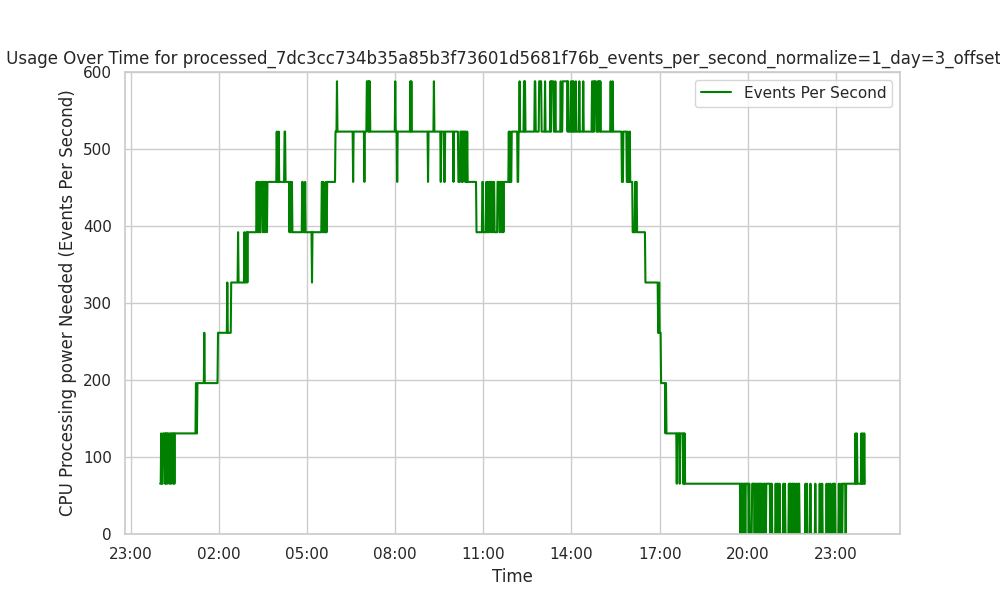 Usage Over Time for processed_7dc3cc734b35a85b3f73601d5681f76b_events_per_second_normalize=1_day=3_offset
Events Per Second
CPU Processing power Needed (Events Per Second)
600
500
400
300
200
100
0
23:00 02:00 05:00 08:00 11:00 14:00 17:00 20:00 23:00
Time